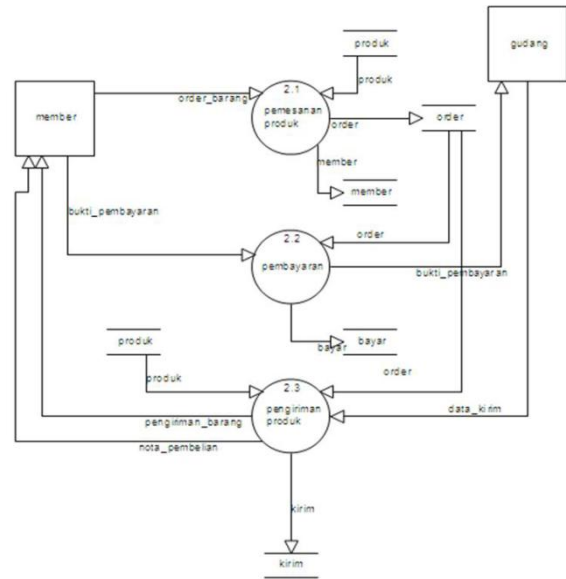 produk
gudang
produk
2.1
pemesanan
produk
order_barang
member
order
order
member
member
bukti_pembayaran
order
2.2
pembayaran
bukti_pembayaran
produk
bayar
bayar
produk
order
2.3
pengiriman
produk
data_kirim
pengiriman_barang
nota_pembelian
kirim
kirim